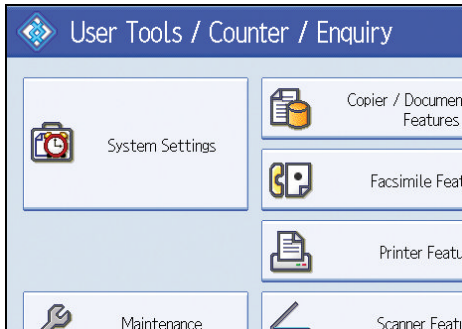 User Tools / Counter / Enquiry
System Settings
Copier / Documen
Features
Facsimile Feat
Printer Featu
Maintenance
Scanner Featu